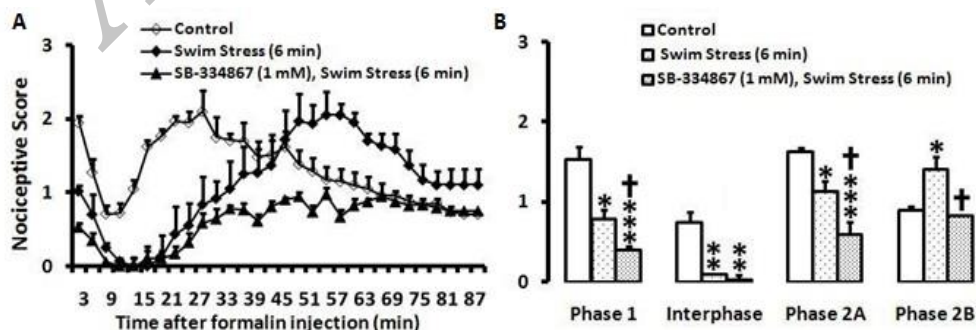 A
Control
Swim Stress (6 min)
SB-334867 (1 mM), Swim Stress (6 min)
3
2
1
0
Nociceptive Score
3 9 15 21 27 33 39 45 51 57 63 69 75 81 87
Time after formalin injection (min)
B
Control
Swim Stress (6 min)
SB-334867 (1 mM), Swim Stress (6 min)
3
2
1
0
*
†
***
**
**
*
†
***
*
†
Phase 1 Interphase Phase 2A Phase 2B